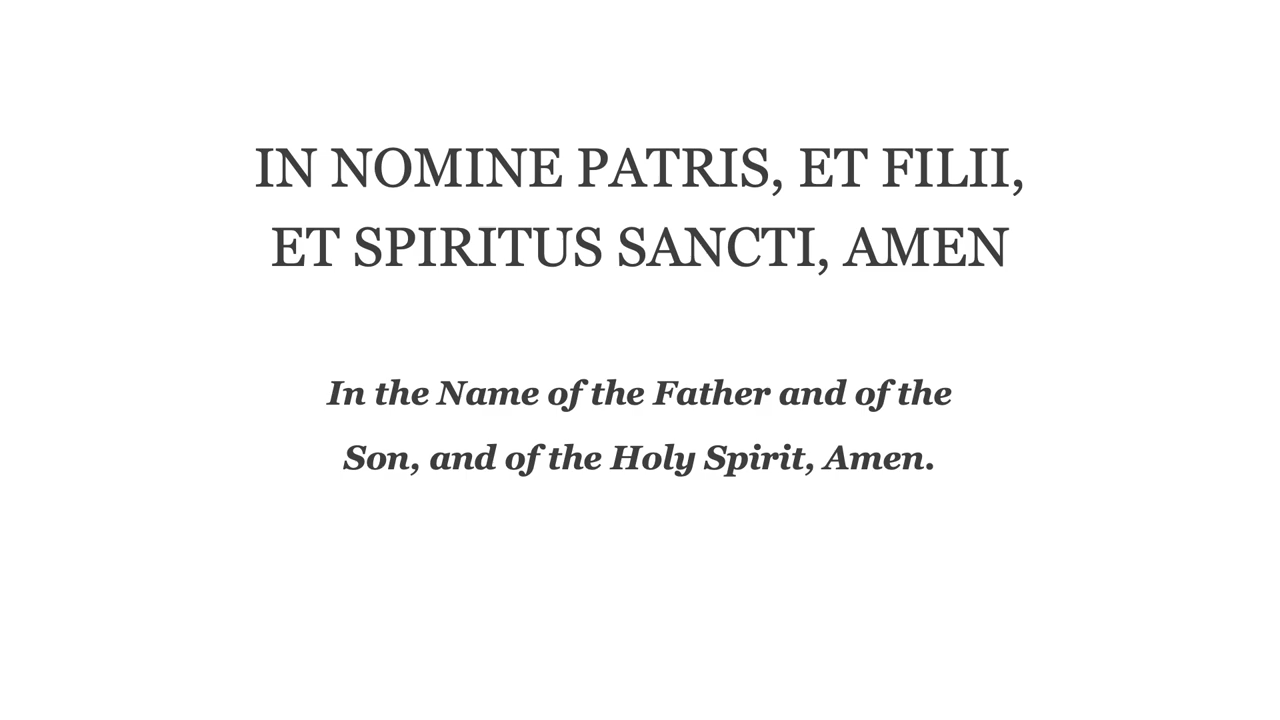 IN NOMINE PATRIS, ET FILII,
ET SPIRITUS SANCTI, AMEN
In the Name of the Father and of the
Son, and of the Holy Spirit, Amen.